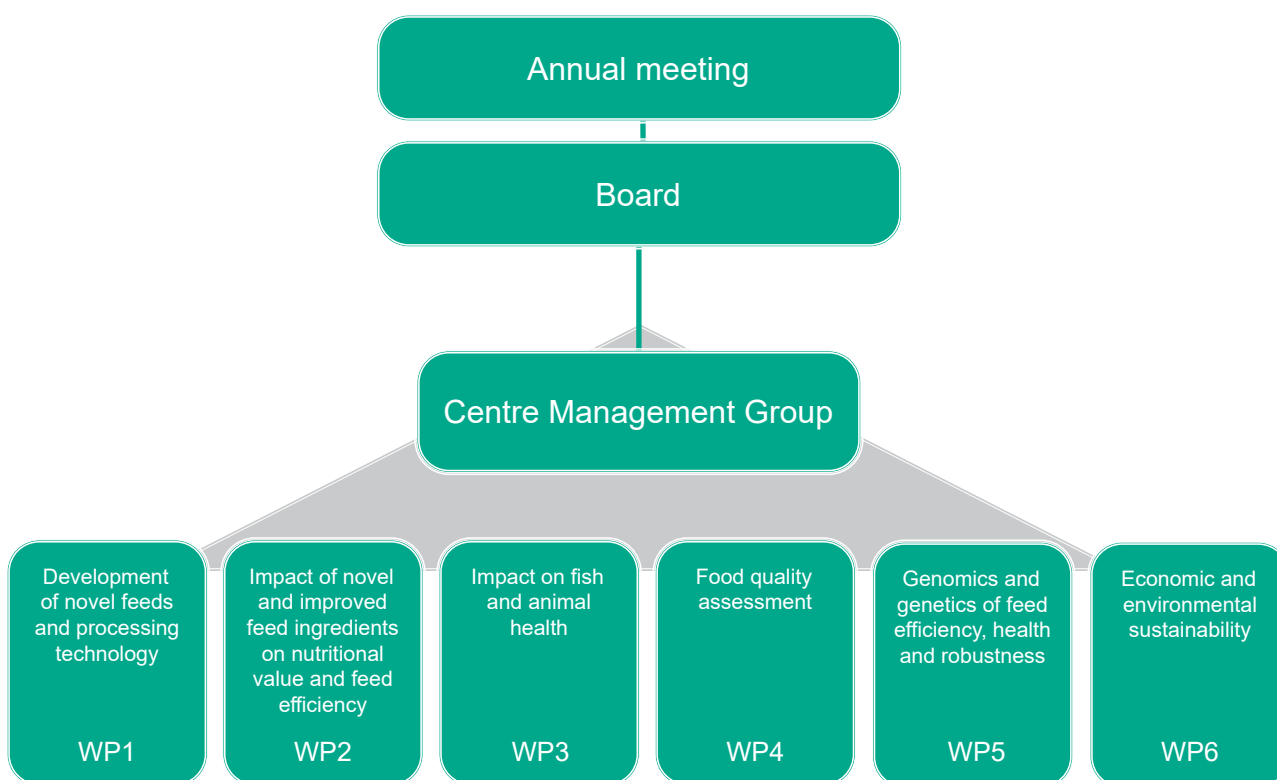 Annual meeting
Board
Centre Management Group
Development
of novel feeds
and processing
technology
WP1
Impact of novel
and improved
feed ingredients
on nutritional
value and feed
efficiency
WP2
Impact on fish
and animal
health
WP3
Food quality
assessment
WP4
Genomics and
genetics of feed
efficiency, health
and robustness
WP5
Economic and
environmental
sustainability
WP6